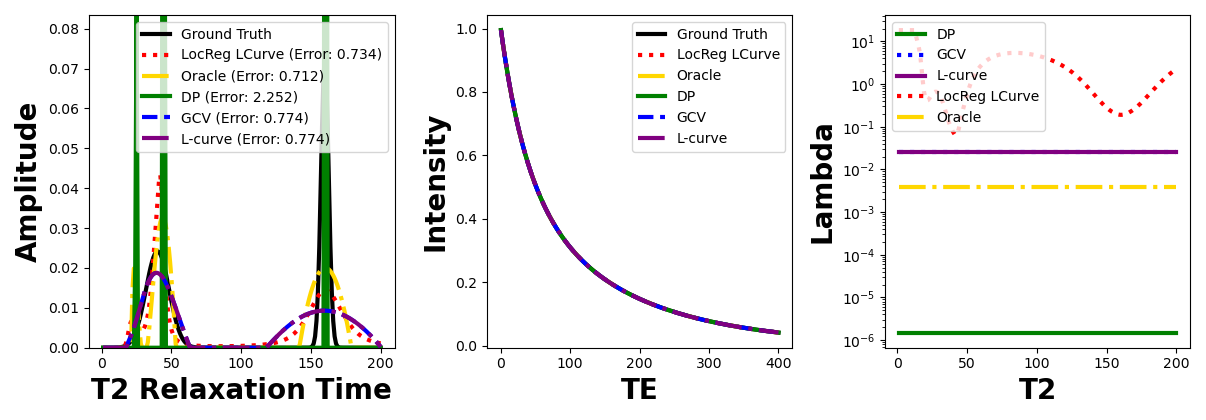 Amplitude
0.08
0.07
0.06
0.05
0.04
0.03
0.02
0.01
0.00
0
50
100
150
200
T2 Relaxation Time
Ground Truth
LocReg LCurve (Error: 0.734)
Oracle (Error: 0.712)
DP (Error: 2.252)
GCV (Error: 0.774)
L-curve (Error: 0.774)
Intensity
1.0
0.8
0.6
0.4
0.2
0.0
0
100
200
300
400
TE
Ground Truth
LocReg LCurve
Oracle
DP
GCV
L-curve
Lambda
10^1
10^0
10^-1
10^-2
10^-3
10^-4
10^-5
10^-6
0
50
100
150
200
T2
DP
GCV
L-curve
LocReg LCurve
Oracle